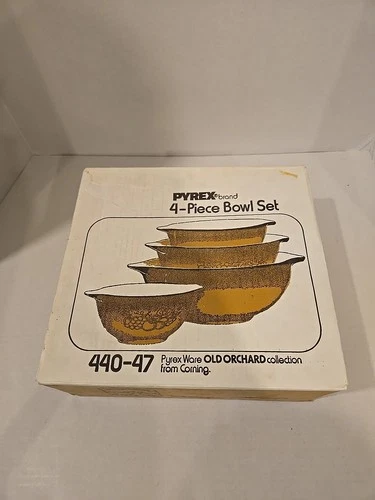 PYREX® brand
4-Piece Bowl Set
440-47 Pyrex Ware OLD ORCHARD collection
from Corning.